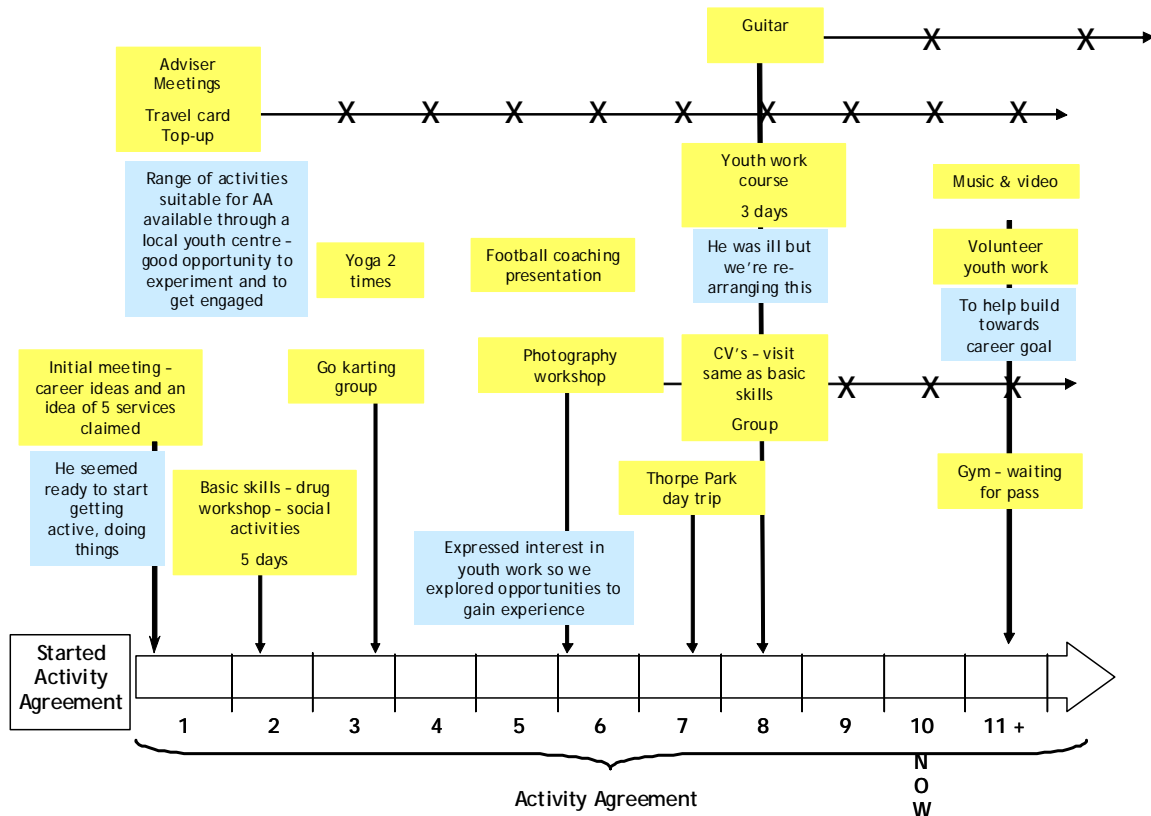 Guitar
X X
Adviser
Meetings
Travel card
Top-up
X X X X X X X X X
Range of activities
suitable for AA
available through a
local youth centre –
good opportunity to
experiment and to
get engaged
Yoga 2
times
Football coaching
presentation
Youth work
course
3 days
He was ill but
we're re-
arranging this
Music & video
Volunteer
youth work
To help build
towards
career goal
Initial meeting –
career ideas and an
idea of 5 services
claimed
He seemed
ready to start
getting
active, doing
things
Go karting
group
Photography
workshop
CV's – visit
same as basic
skills
Group
X X X
Basic skills – drug
workshop – social
activities
5 days
Thorpe Park
day trip
Gym – waiting
for pass
Expressed interest in
youth work so we
explored opportunities to
gain experience
Started
Activity
Agreement
1 2 3 4 5 6 7 8 9 10 11 +
N
O
W
Activity Agreement